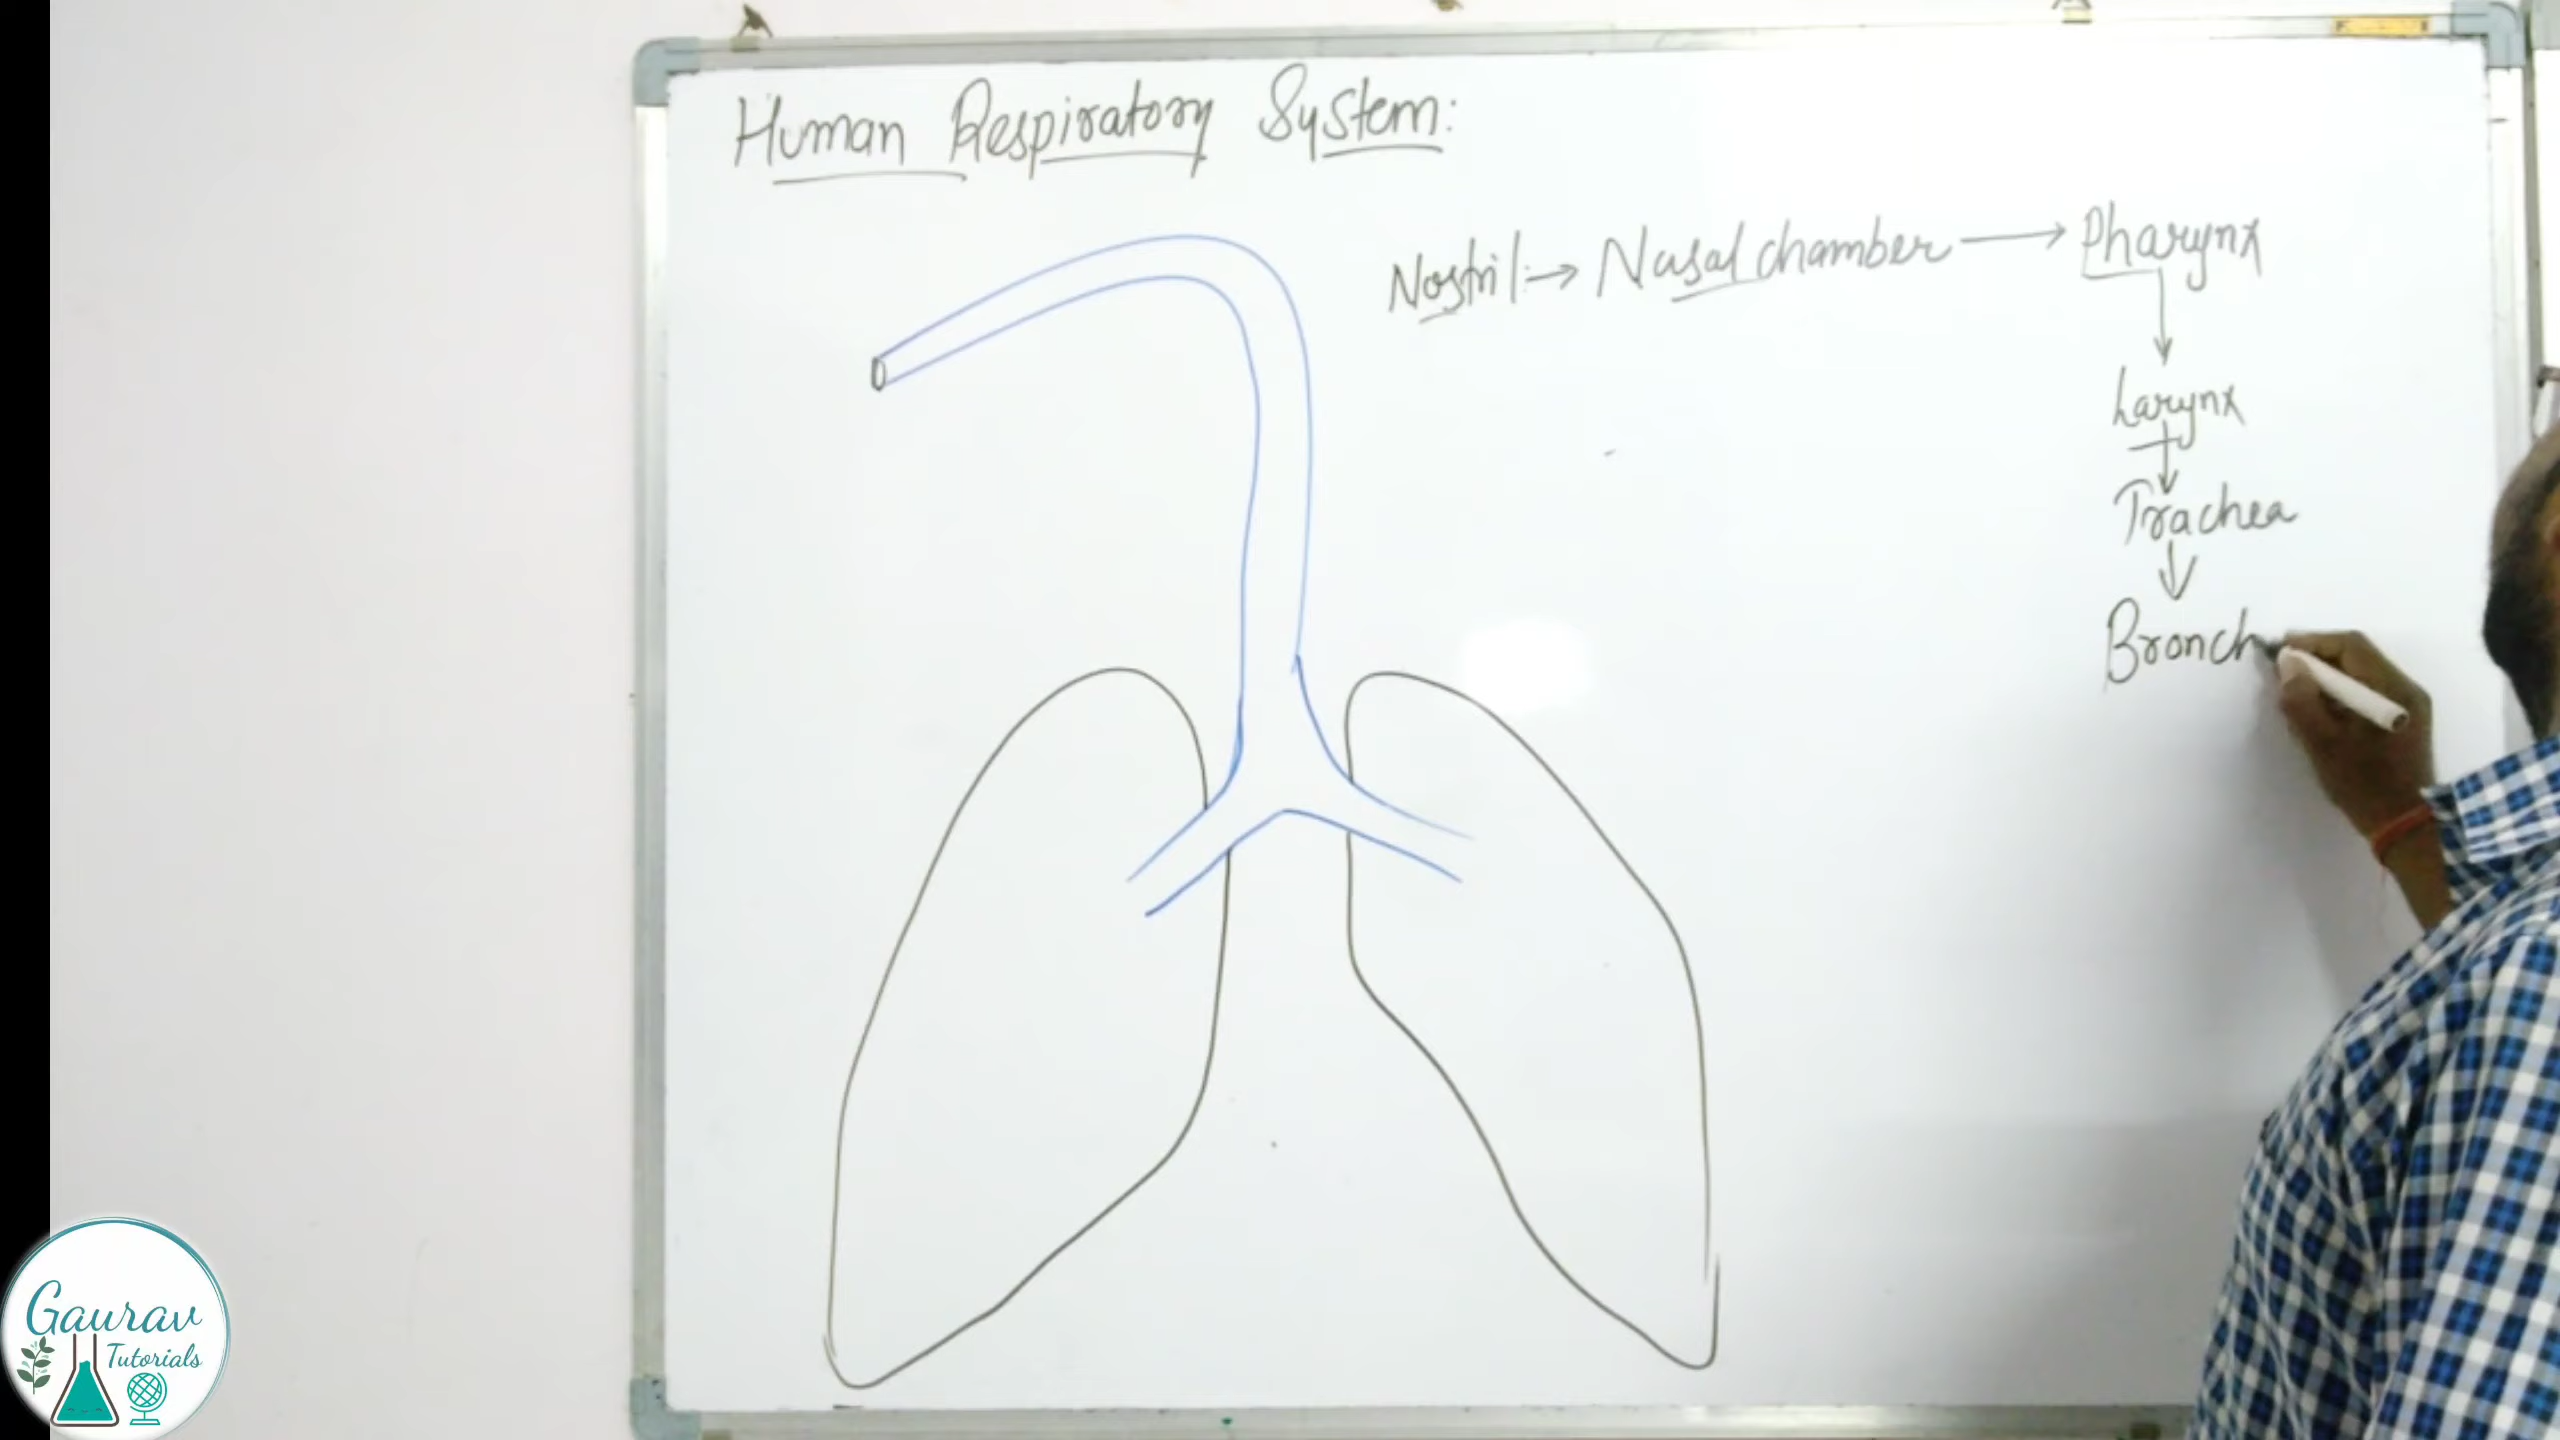 Human Respiratory System:
Nostril:→ Nasal chamber → Pharynx
Larynx
Trachea
Bronch
Gaurav
Tutorials